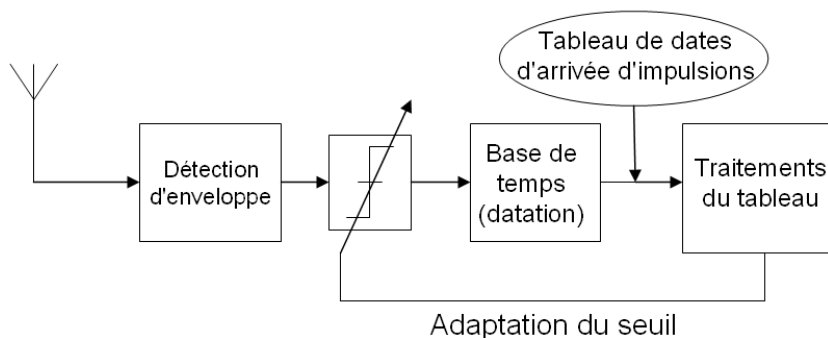 Tableau de dates
d'arrivée d'impulsions
Détection
d'enveloppe
Base de
temps
(datation)
Traitements
du tableau
Adaptation du seuil